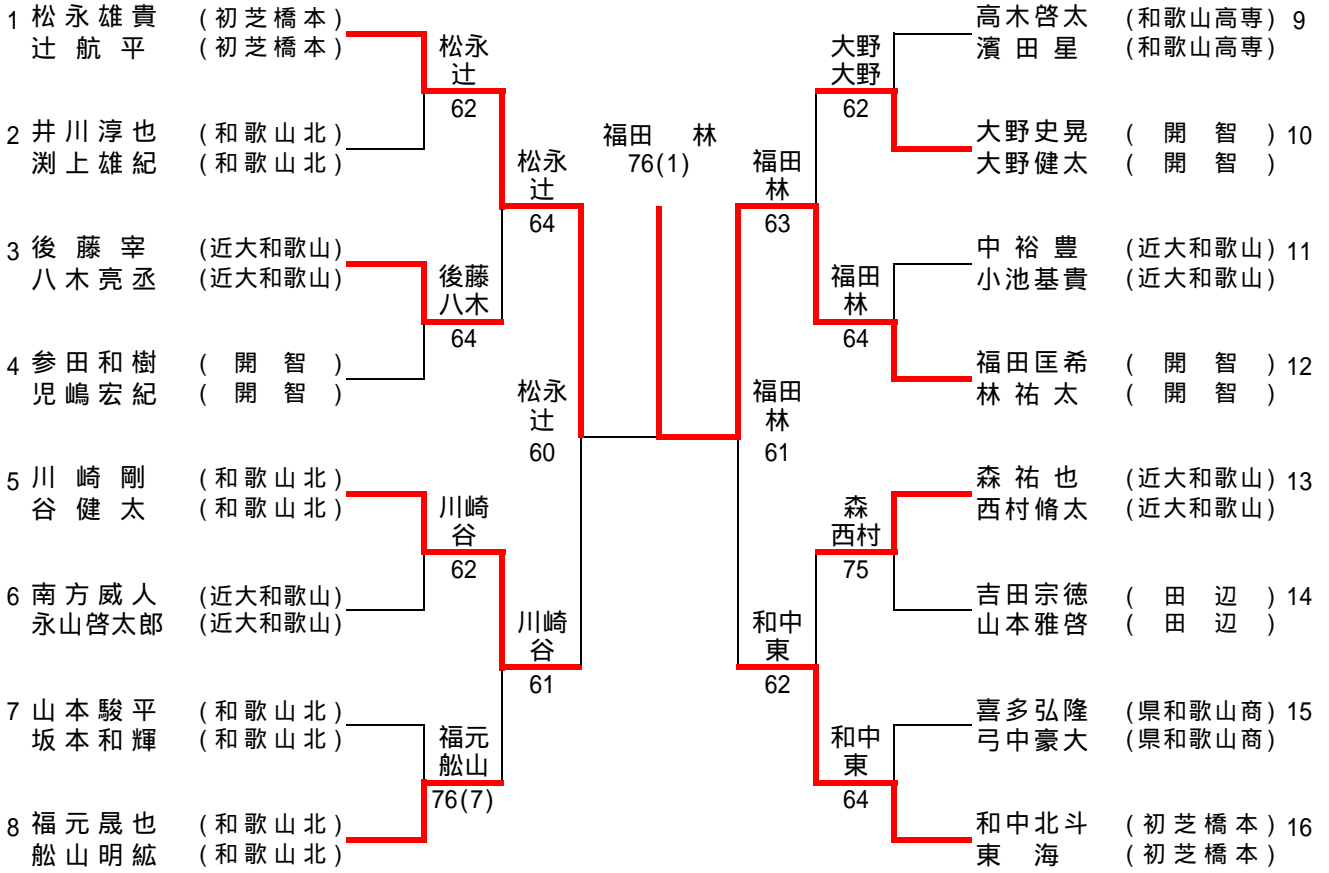 1 松永雄貴 (初芝橋本)
辻航平 (初芝橋本)
松永
辻
62
2 井川淳也 (和歌山北)
渕上雄紀 (和歌山北)
松永
辻
64
3 後藤宰 (近大和歌山)
八木亮丞 (近大和歌山)
後藤
八木
64
4 参田和樹 (開智)
児嶋宏紀 (開智)
松永
辻
60
5 川崎剛 (和歌山北)
谷健太 (和歌山北)
川崎
谷
62
6 南方威人 (近大和歌山)
永山啓太郎 (近大和歌山)
川崎
谷
61
7 山本駿平 (和歌山北)
坂本和輝 (和歌山北)
福元
舩山
76(7)
8 福元晟也 (和歌山北)
舩山明紘 (和歌山北)
福田 林
76(1)
高木啓太 (和歌山高専) 9
濱田星 (和歌山高専)
大野
大野
62
大野史晃 (開智) 10
大野健太 (開智)
福田
林
63
中裕豊 (近大和歌山) 11
小池基貴 (近大和歌山)
福田
林
64
福田匡希 (開智) 12
林祐太 (開智)
福田
林
61
森祐也 (近大和歌山) 13
西村脩太 (近大和歌山)
森
西村
75
吉田宗徳 (田辺) 14
山本雅啓 (田辺)
和中
東
62
喜多弘隆 (県和歌山商) 15
弓中豪大 (県和歌山商)
和中
東
64
和中北斗 (初芝橋本) 16
東海 (初芝橋本)